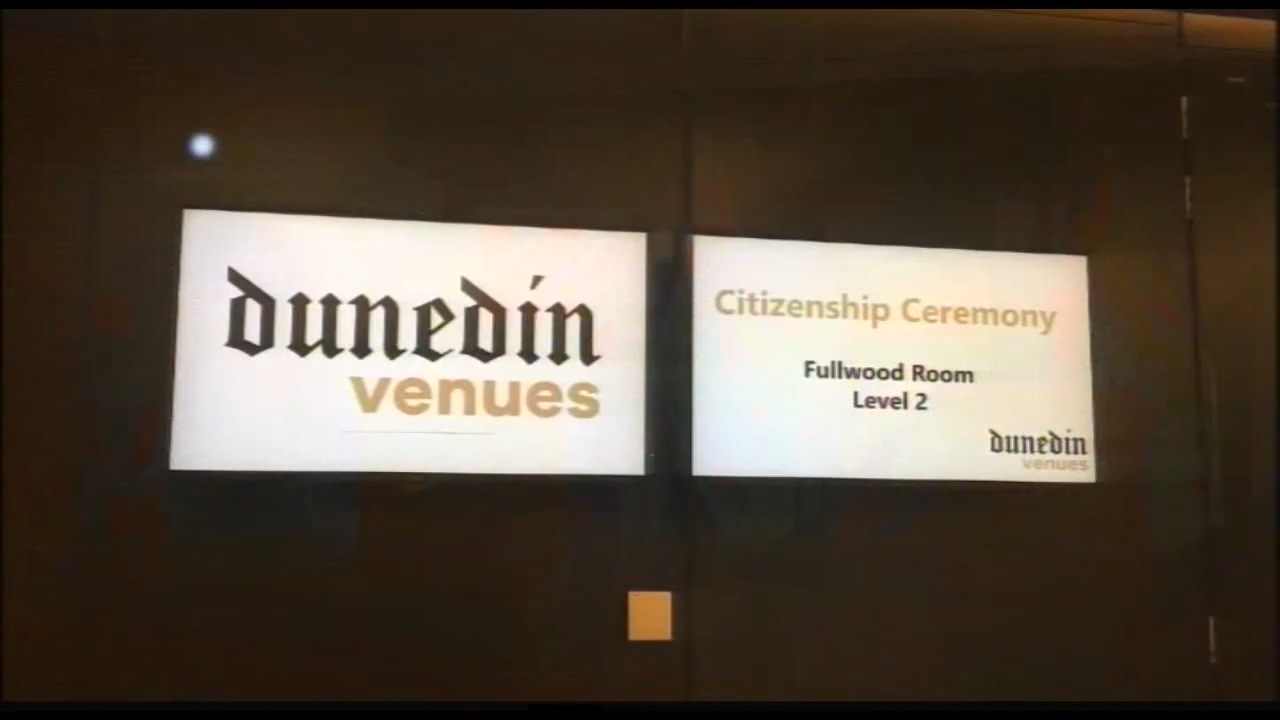 dunedin
venues
Citizenship Ceremony
Fullwood Room
Level 2
dunedin
venues